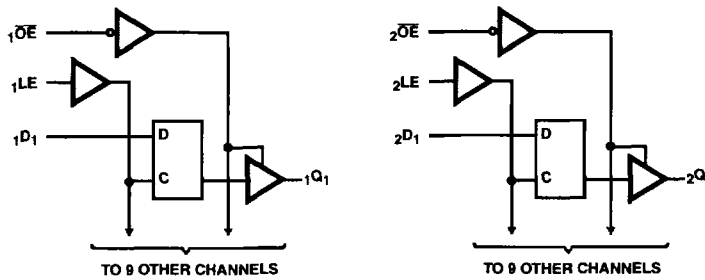 1OE
1LE
1D1
D
C
1Q1
TO 9 OTHER CHANNELS
2OE
2LE
2D1
D
C
2Q
TO 9 OTHER CHANNELS